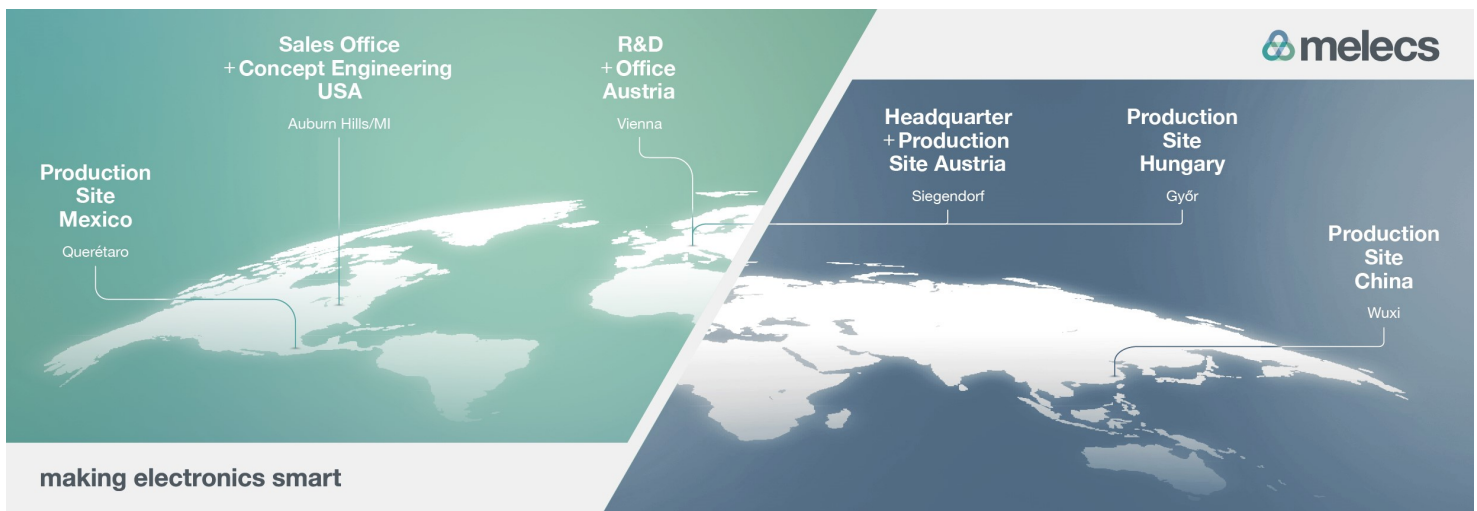 Sales Office
+Concept Engineering
USA
Auburn Hills/MI
R&D
+Office
Austria
Vienna
melecs
Headquarter
+Production
Site Austria
Siegendorf
Production
Site
Hungary
Győr
Production
Site
Mexico
Querétaro
Production
Site
China
Wuxi
making electronics smart